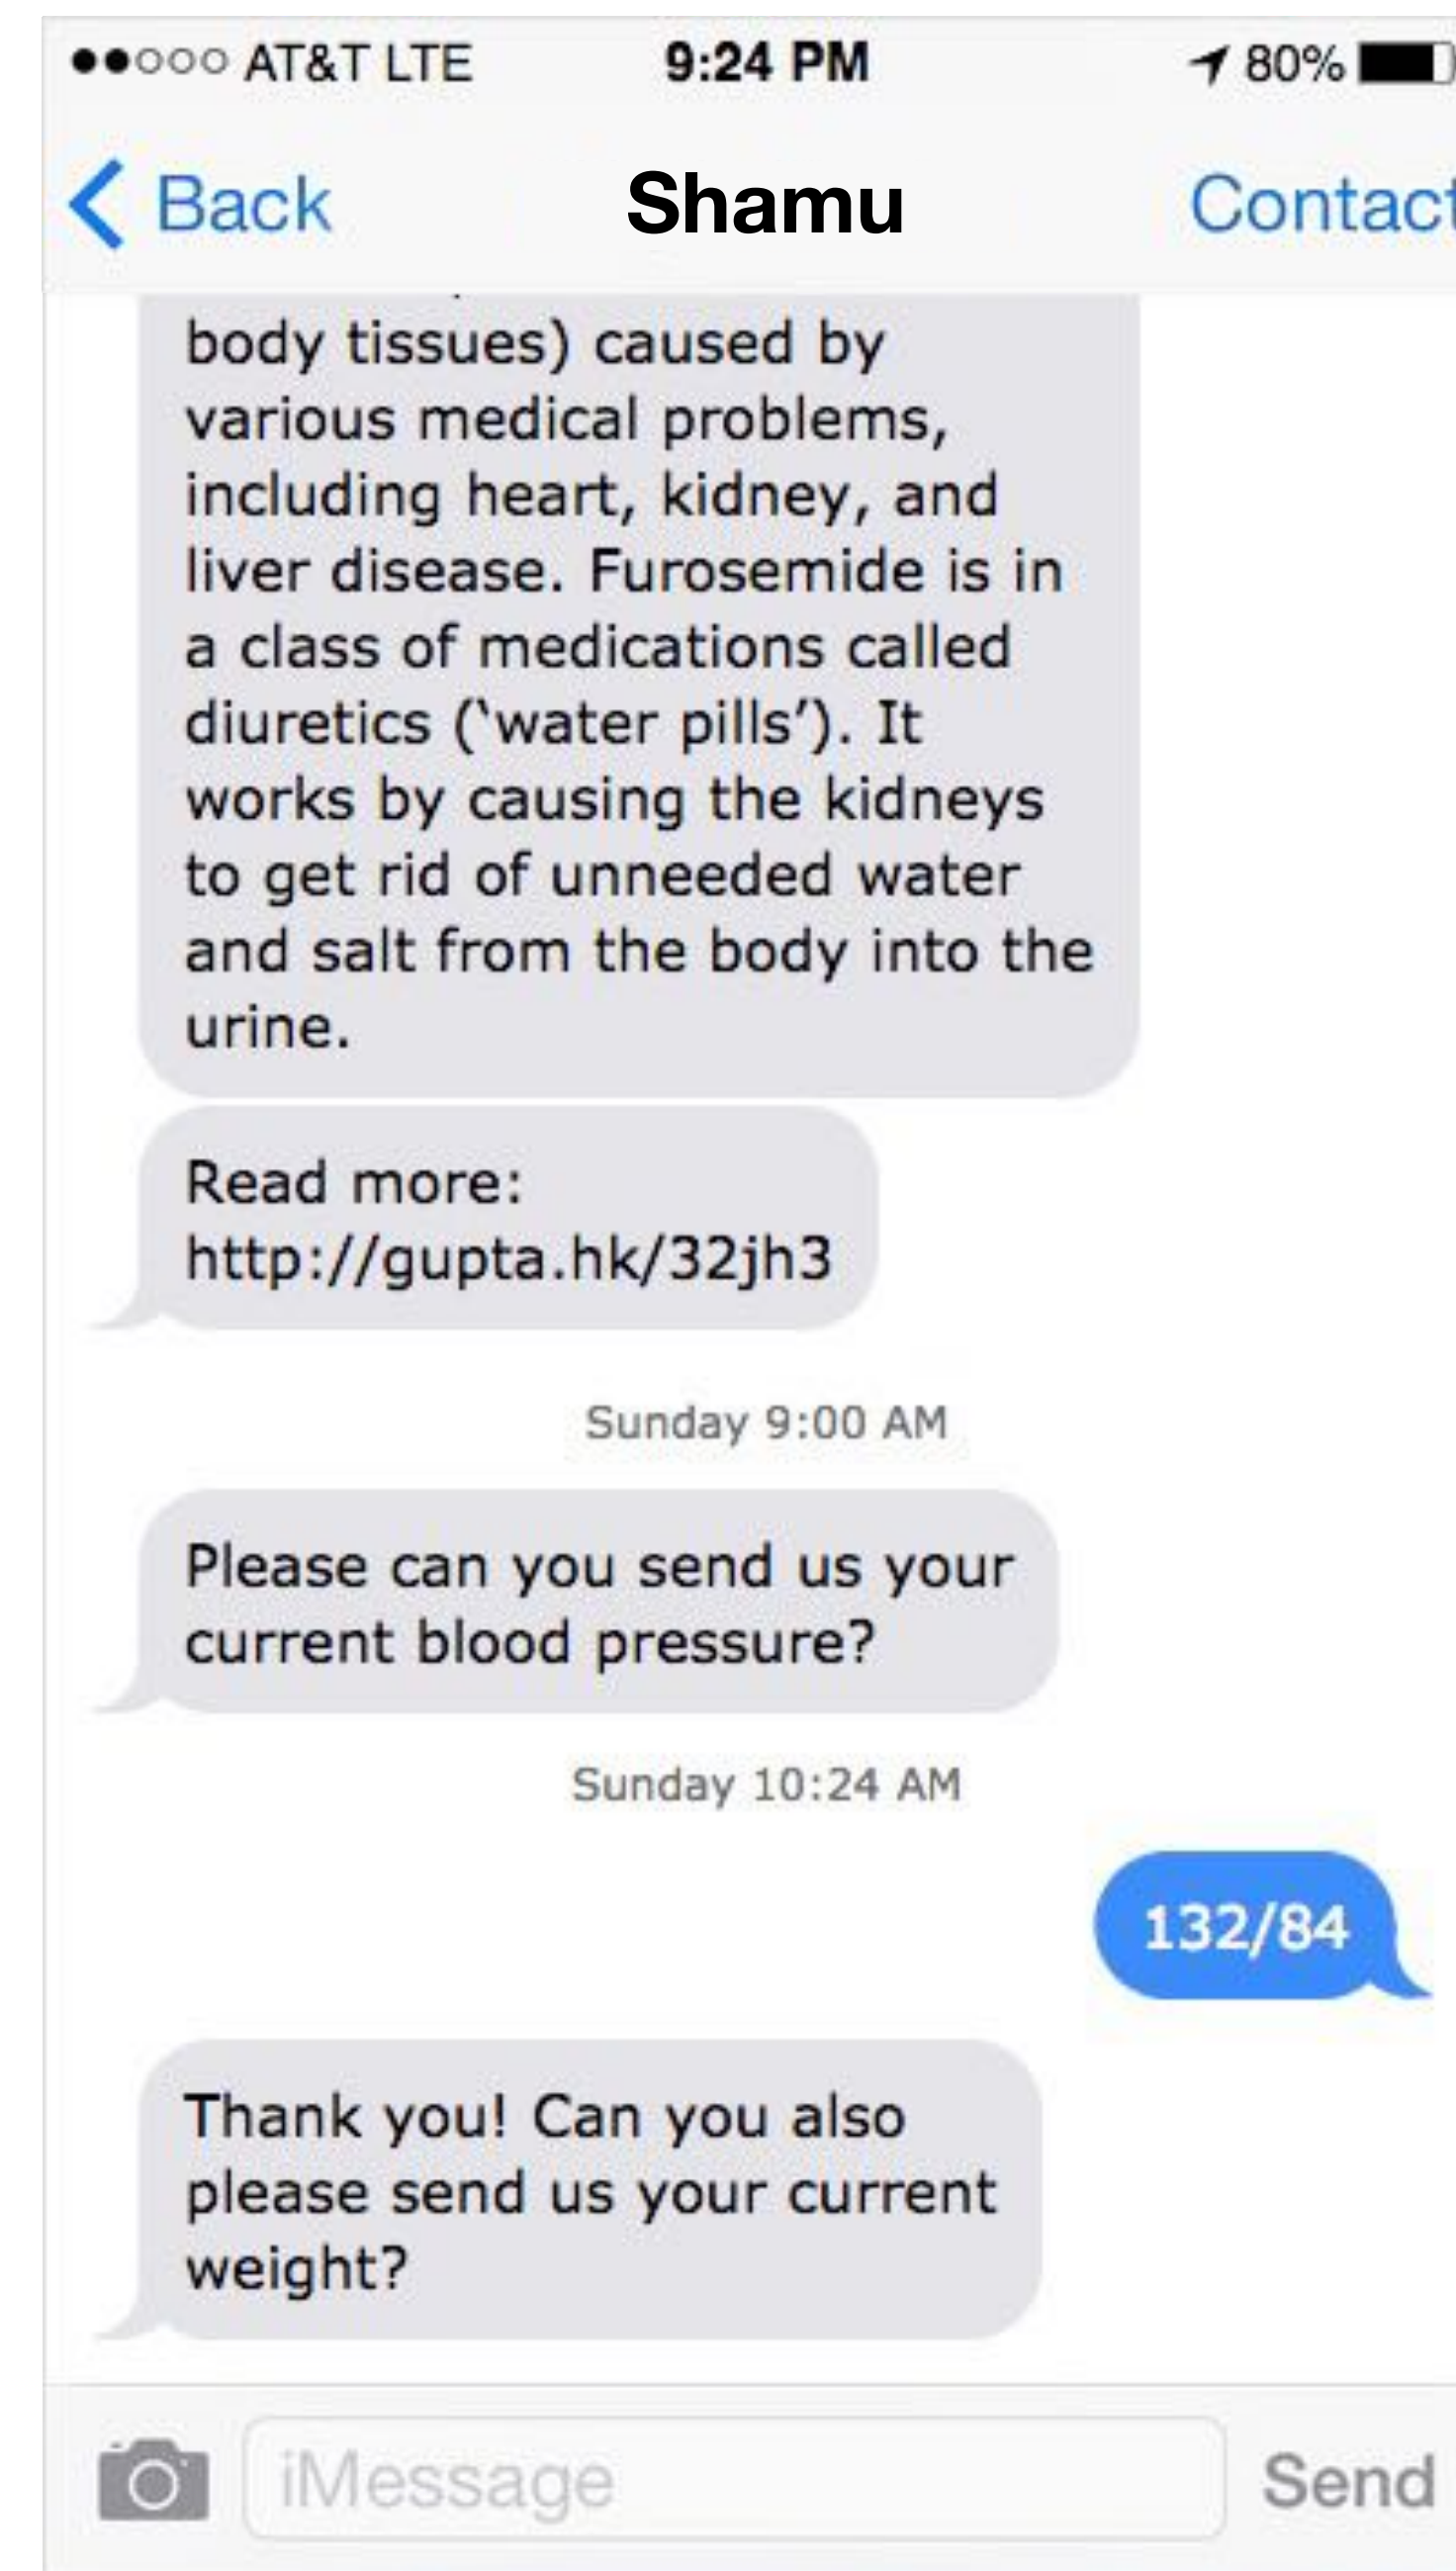 AT&T LTE 9:24 PM 80%
Back Shamu Contact
body tissues) caused by
various medical problems,
including heart, kidney, and
liver disease. Furosemide is in
a class of medications called
diuretics (‘water pills’). It
works by causing the kidneys
to get rid of unneeded water
and salt from the body into the
urine.
Read more:
http://gupta.hk/32jh3
Sunday 9:00 AM
Please can you send us your
current blood pressure?
Sunday 10:24 AM
132/84
Thank you! Can you also
please send us your current
weight?
iMessage Send